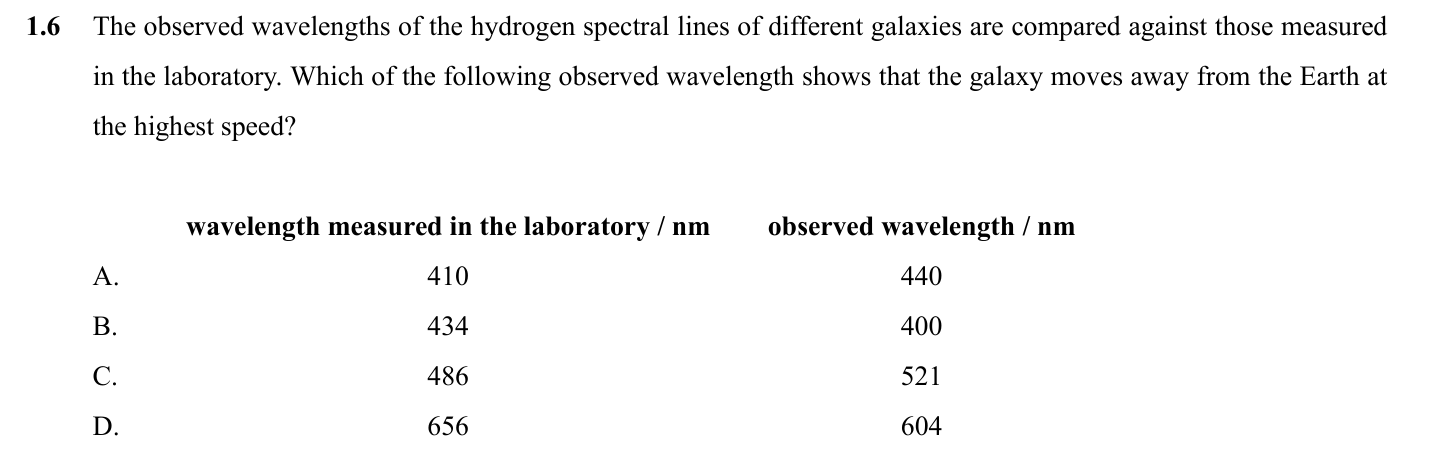 1.6 The observed wavelengths of the hydrogen spectral lines of different galaxies are compared against those measured
in the laboratory. Which of the following observed wavelength shows that the galaxy moves away from the Earth at
the highest speed?
wavelength measured in the laboratory / nm observed wavelength / nm
A. 410 440
B. 434 400
C. 486 521
D. 656 604